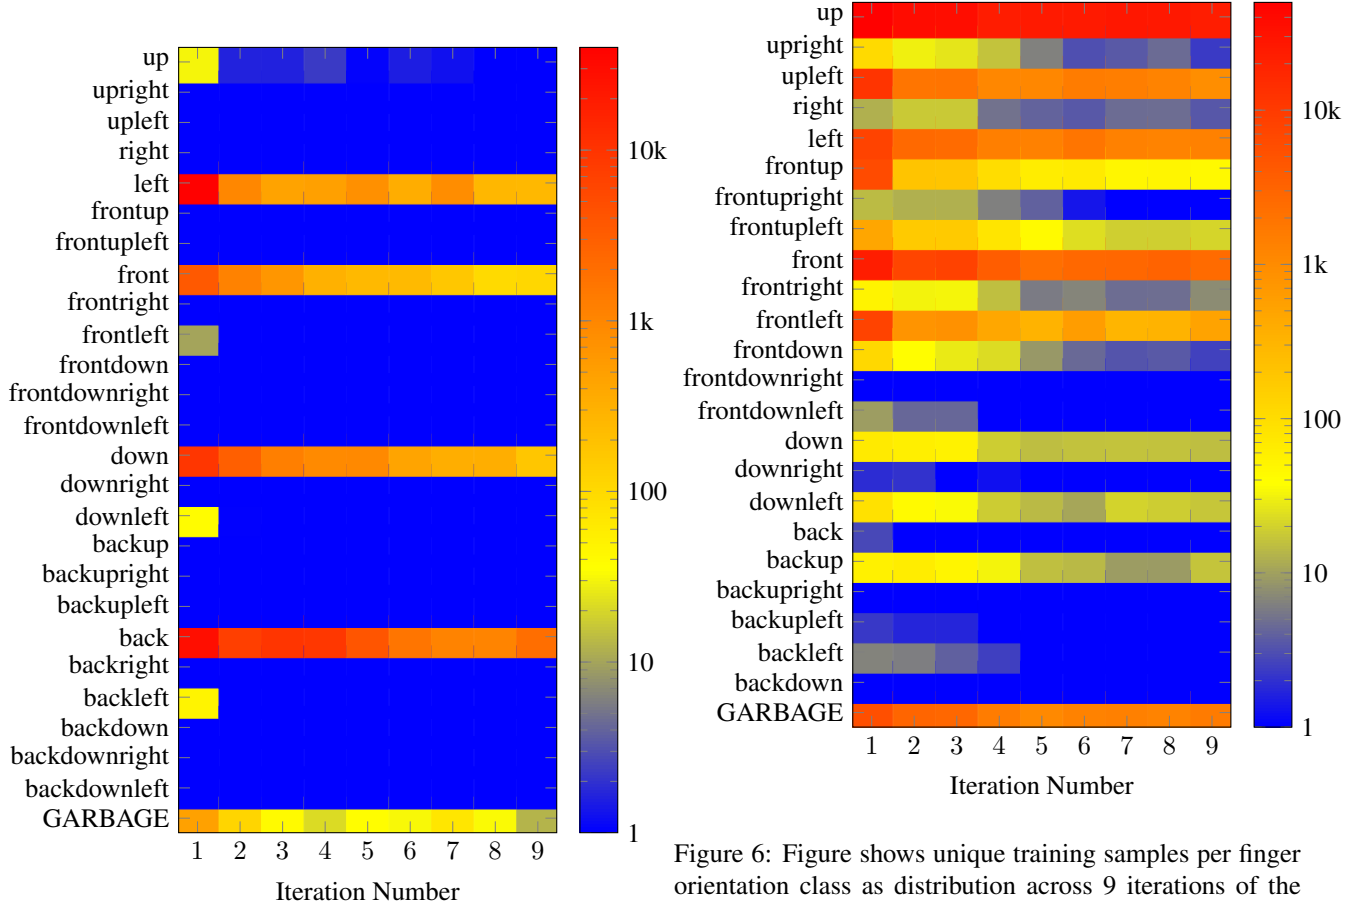 up
upright
upleft
right
left
frontup
frontupleft
front
frontright
frontleft
frontdown
frontdownright
frontdownleft
down
downright
downleft
backup
backupright
backupleft
back
backright
backleft
backdown
backdownright
backdownleft
GARBAGE
1 2 3 4 5 6 7 8 9
Iteration Number
10k
1k
100
10
1
up
upright
upleft
right
left
frontup
frontupright
frontupleft
front
frontright
frontleft
frontdown
frontdownright
frontdownleft
down
downright
downleft
back
backup
backupright
backupleft
backleft
backdown
GARBAGE
1 2 3 4 5 6 7 8 9
Iteration Number
10k
1k
100
10
1
Figure 6: Figure shows unique training samples per finger
orientation class as distribution across 9 iterations of the